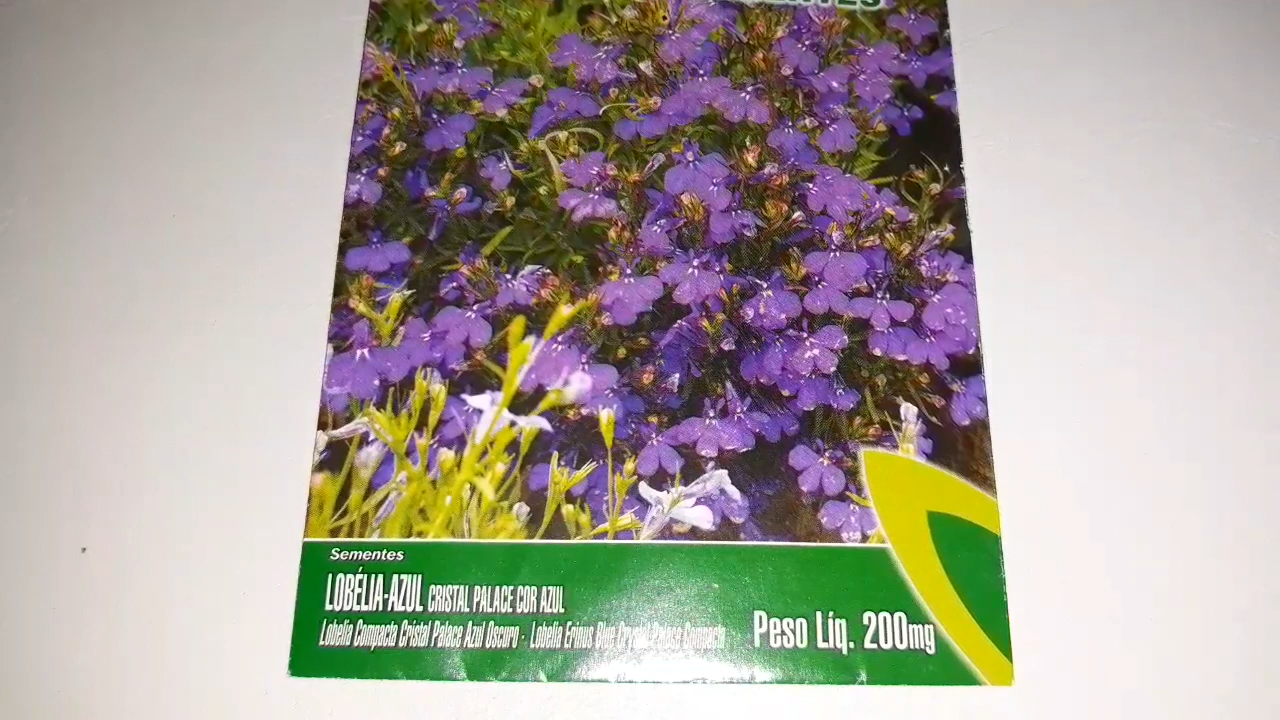 Sementes
LOBÉLIA-AZUL CRISTAL PALACE COR AZUL
Lobelia Compacta Cristal Palace Azul Oscuro - Lobelia Erinus Blue Crystal Palace Compacta
Peso Líq. 200mg